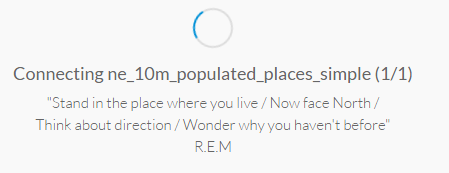 Connecting ne_10m_populated_places_simple (1/1)
"Stand in the place where you live / Now face North /
Think about direction / Wonder why you haven't before"
R.E.M